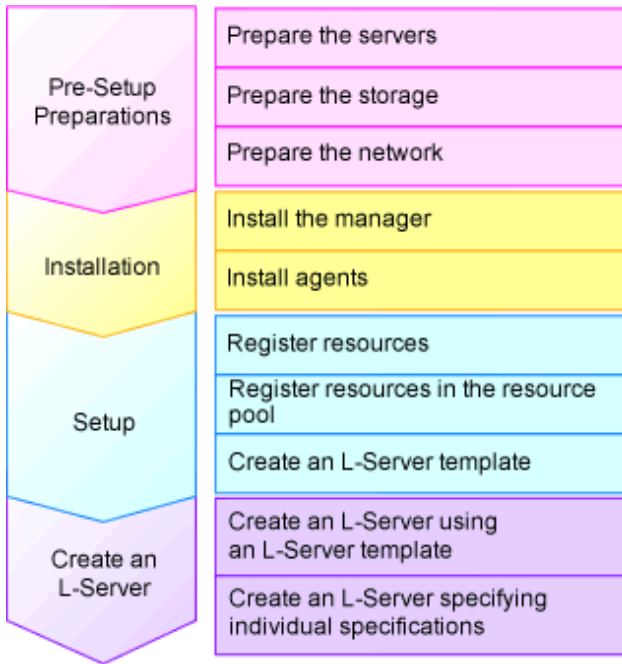 Pre-Setup
Preparations
Prepare the servers
Prepare the storage
Prepare the network
Installation
Install the manager
Install agents
Setup
Register resources
Register resources in the resource
pool
Create an L-Server template
Create an
L-Server
Create an L-Server using
an L-Server template
Create an L-Server specifying
individual specifications